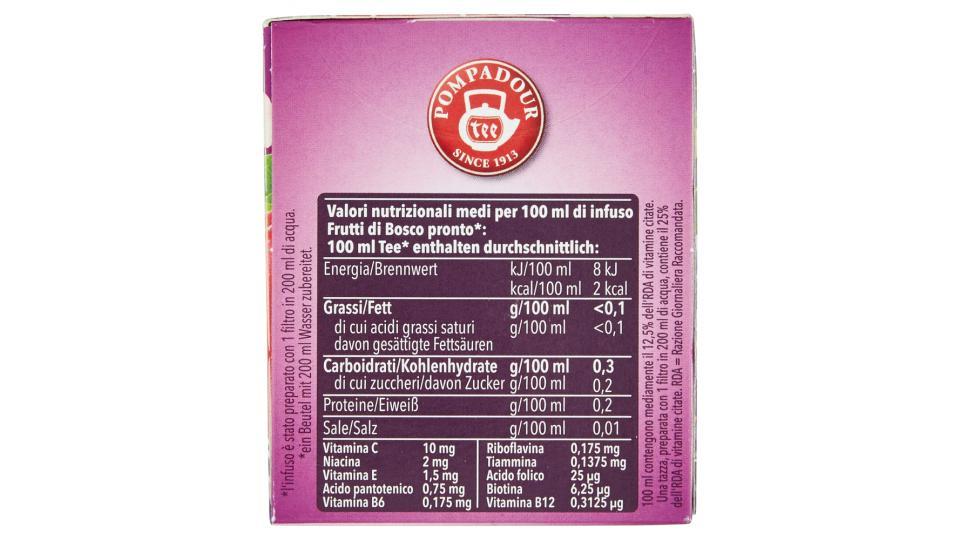 POMPADOUR
tee
SINCE 1913
Valori nutrizionali medi per 100 ml di infuso
Frutti di Bosco pronto*:
100 ml Tee* enthalten durchschnittlich:
Energia/Brennwert kJ/100 ml 8 kJ
kcal/100 ml 2 kcal
Grassi/Fett g/100 ml <0,1
di cui acidi grassi saturi g/100 ml <0,1
davon gesättigte Fettsäuren
Carboidrati/Kohlenhydrate g/100 ml 0,3
di cui zuccheri/davon Zucker g/100 ml 0,2
Proteine/Eiweiß g/100 ml 0,2
Sale/Salz g/100 ml 0,01
Vitamina C 10 mg Riboflavina 0,175 mg
Niacina 2 mg Tiammina 0,1375 mg
Vitamina E 1,5 mg Acido folico 25 µg
Acido pantotenico 0,75 mg Biotina 6,25 µg
Vitamina B6 0,175 mg Vitamina B12 0,3125 µg
*l'infuso è stato preparato con 1 filtro in 200 ml di acqua.
*ein Beutel mit 200 ml Wasser zubereitet.
100 ml contengono mediamente il 12,5% dell'RDA di vitamine citate.
Una tazza, preparata con 1 filtro in 200 ml di acqua, contiene il 25%
dell'RDA di vitamine citate. RDA = Razione Giornaliera Raccomandata.